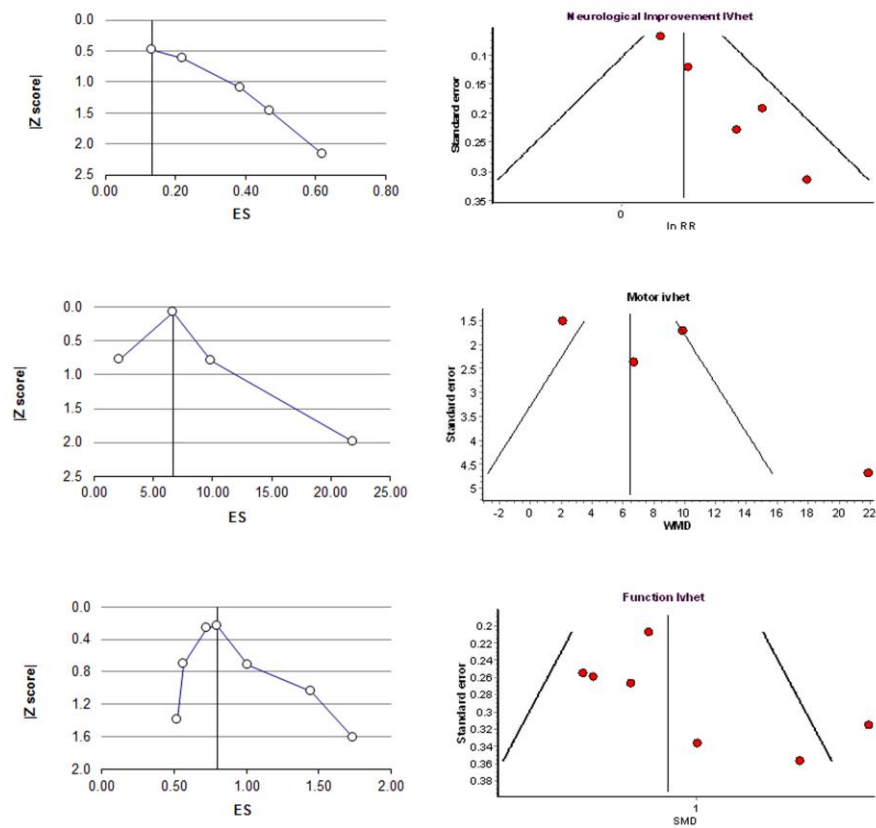 0.0
0.5
1.0
1.5
2.0
2.5
|Z score|
0.00 0.20 0.40 0.60 0.80
ES
Neurological Improvement IVhet
0.1
0.15
0.2
0.25
0.3
0.35
Standard error
0
ln RR
0.0
0.5
1.0
1.5
2.0
2.5
|Z score|
0.00 5.00 10.00 15.00 20.00 25.00
ES
Motor ivhet
1.5
2
2.5
3
3.5
4
4.5
5
Standard error
-2 0 2 4 6 8 10 12 14 16 18 20 22
WMD
0.0
0.4
0.8
1.2
1.6
2.0
|Z score|
0.00 0.50 1.00 1.50 2.00
ES
Function Ivhet
0.2
0.22
0.24
0.26
0.28
0.3
0.32
0.34
0.36
0.38
Standard error
1
SMD